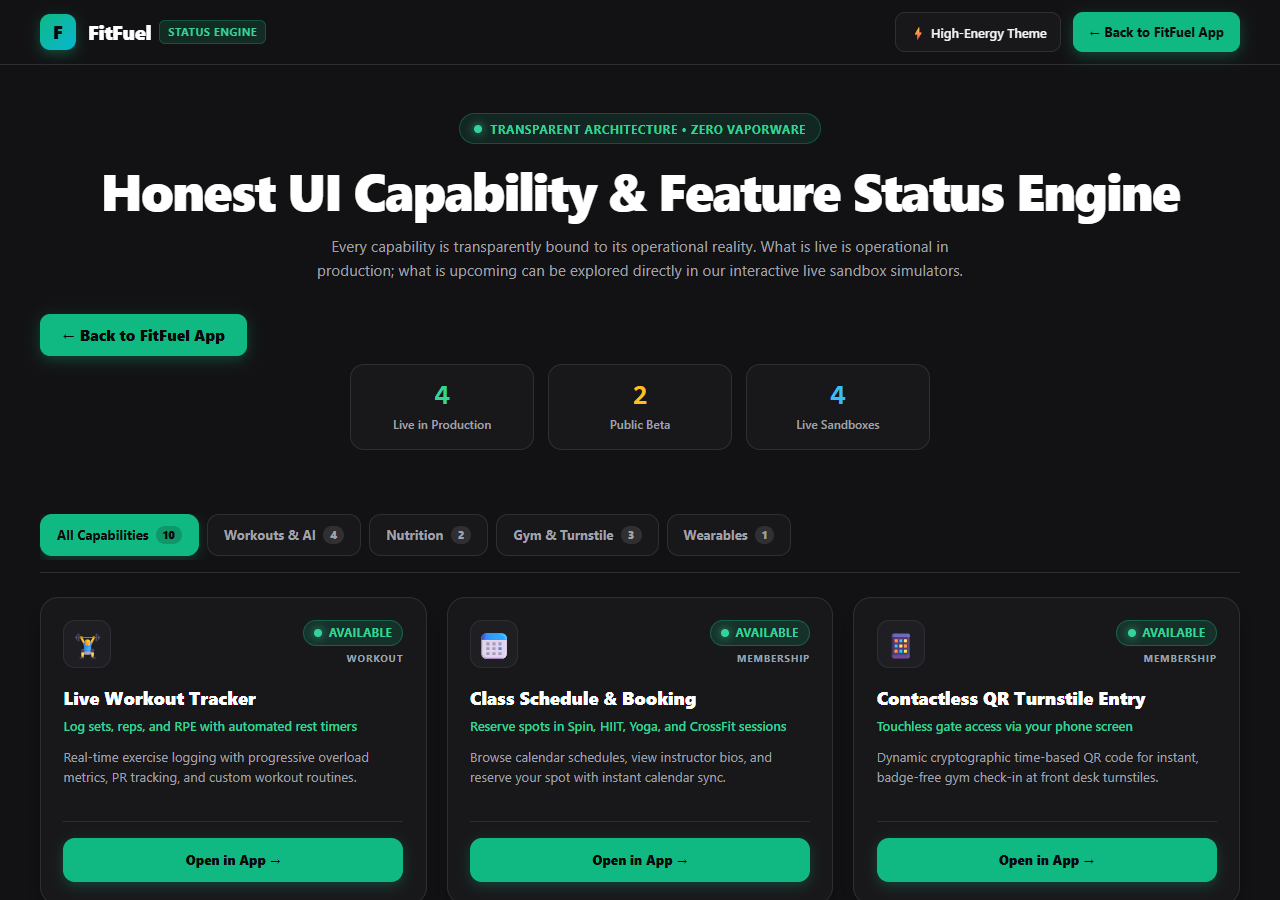 F FitFuel STATUS ENGINE High-Energy Theme ← Back to FitFuel App
TRANSPARENT ARCHITECTURE • ZERO VAPORWARE
Honest UI Capability & Feature Status Engine
Every capability is transparently bound to its operational reality. What is live is operational in
production; what is upcoming can be explored directly in our interactive live sandbox simulators.
← Back to FitFuel App
4
Live in Production
2
Public Beta
4
Live Sandboxes
All Capabilities 10
Workouts & AI 4
Nutrition 2
Gym & Turnstile 3
Wearables 1
AVAILABLE
WORKOUT
Live Workout Tracker
Log sets, reps, and RPE with automated rest timers
Real-time exercise logging with progressive overload
metrics, PR tracking, and custom workout routines.
Open in App →
AVAILABLE
MEMBERSHIP
Class Schedule & Booking
Reserve spots in Spin, HIIT, Yoga, and CrossFit sessions
Browse calendar schedules, view instructor bios, and
reserve your spot with instant calendar sync.
Open in App →
AVAILABLE
MEMBERSHIP
Contactless QR Turnstile Entry
Touchless gate access via your phone screen
Dynamic cryptographic time-based QR code for instant,
badge-free gym check-in at front desk turnstiles.
Open in App →